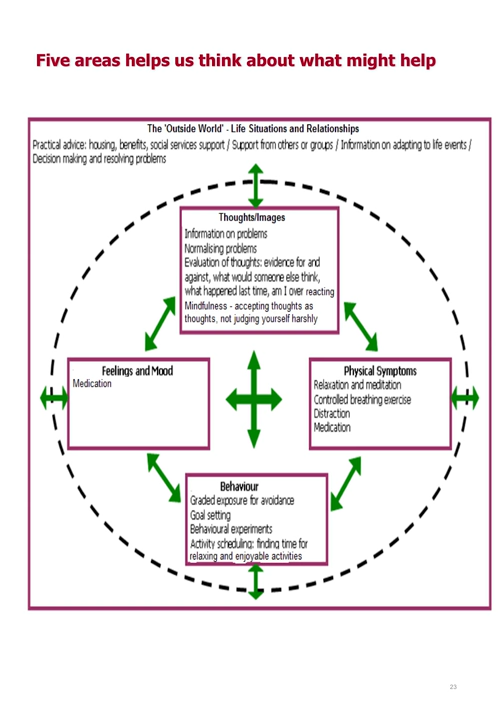 Five areas helps us think about what might help
The 'Outside World' - Life Situations and Relationships
Practical advice: housing, benefits, social services support / Support from others or groups / Information on adapting to life events /
Decision making and resolving problems
Thoughts/Images
Information on problems
Normalising problems
Evaluation of thoughts: evidence for and
against, what would someone else think,
what happened last time, am I over reacting
Mindfulness - accepting thoughts as
thoughts, not judging yourself harshly
Feelings and Mood
Medication
Physical Symptoms
Relaxation and meditation
Controlled breathing exercise
Distraction
Medication
Behaviour
Graded exposure for avoidance
Goal setting
Behavioural experiments
Activity scheduling: finding time for
relaxing and enjoyable activities
23